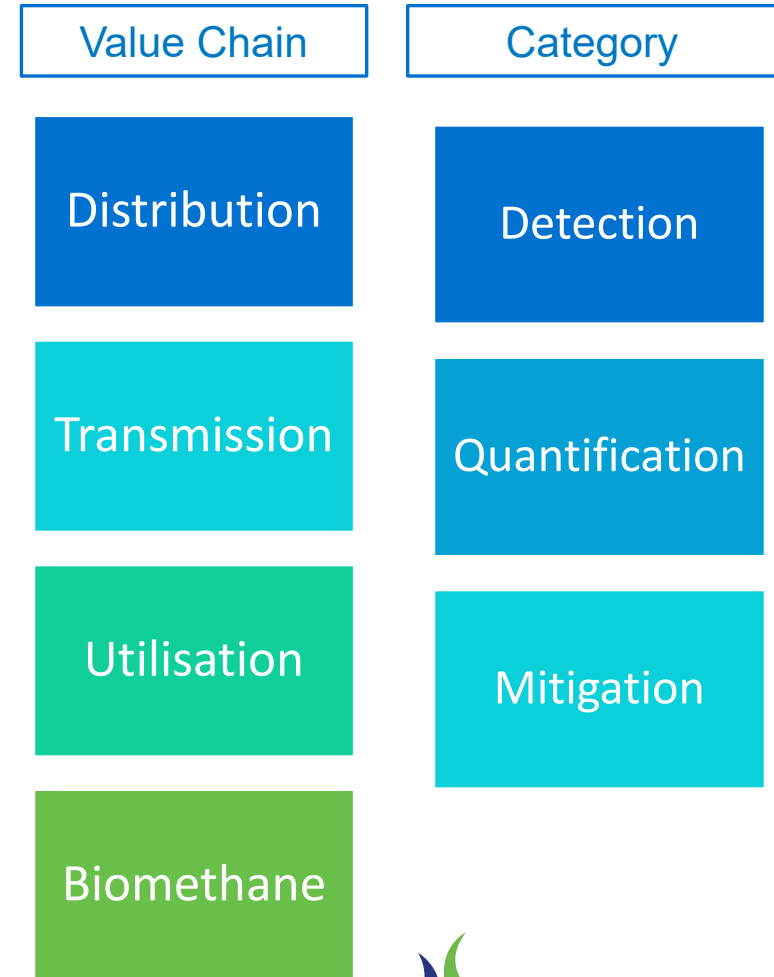 Value Chain
Category
Distribution
Detection
Transmission
Quantification
Utilisation
Mitigation
Biomethane